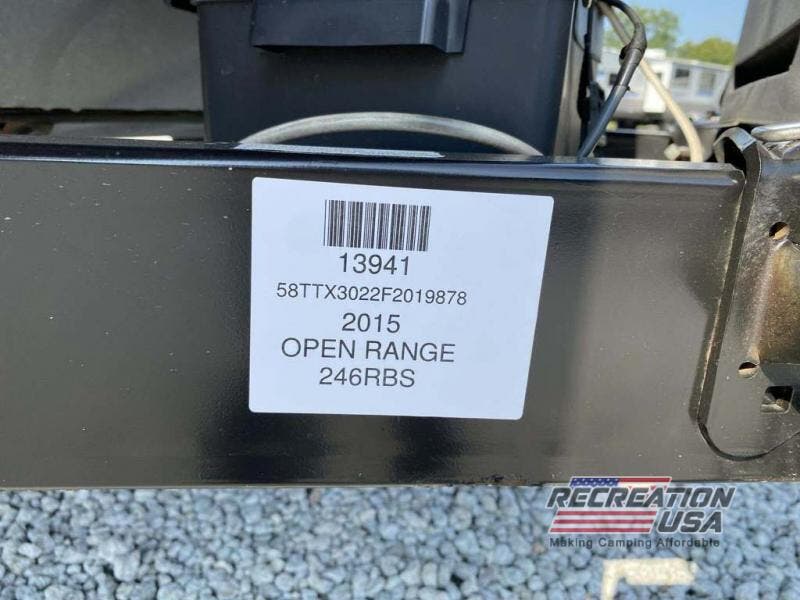 13941
58TTX3022F2019878
2015
OPEN RANGE
246RBS
RECREATION
USA
Making Camping Affordable